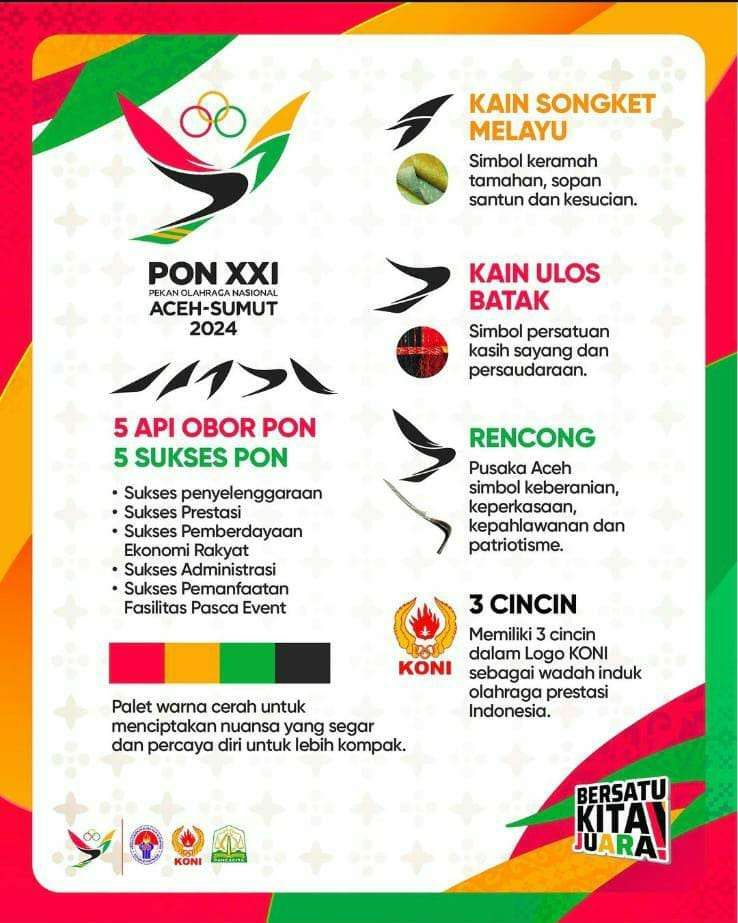 PON XXI
PEKAN OLAHRAGA NASIONAL
ACEH-SUMUT
2024
5 API OBOR PON
5 SUKSES PON
• Sukses penyelenggaraan
• Sukses Prestasi
• Sukses Pemberdayaan
Ekonomi Rakyat
• Sukses Administrasi
• Sukses Pemanfaatan
Fasilitas Pasca Event
Palet warna cerah untuk
menciptakan nuansa yang segar
dan percaya diri untuk lebih kompak.
KAIN SONGKET
MELAYU
Simbol keramah
tamahan, sopan
santun dan kesucian.
KAIN ULOS
BATAK
Simbol persatuan
kasih sayang dan
persaudaraan.
RENCONG
Pusaka Aceh
simbol keberanian,
keperkasaan,
kepahlawanan dan
patriotisme.
KONI
3 CINCIN
Memiliki 3 cincin
dalam Logo KONI
sebagai wadah induk
olahraga prestasi
Indonesia.
KONI
PANCACITA
BERSATU
KITA
JUARA!